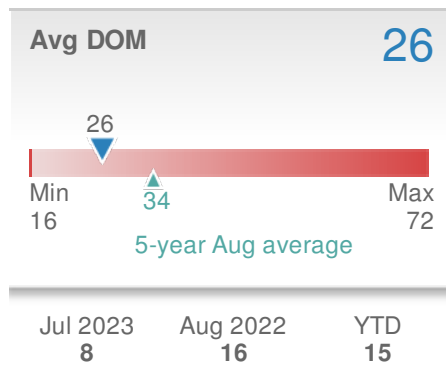 Avg DOM 26
26
Min Max
16 34 72
5-year Aug average
Jul 2023 Aug 2022 YTD
8 16 15